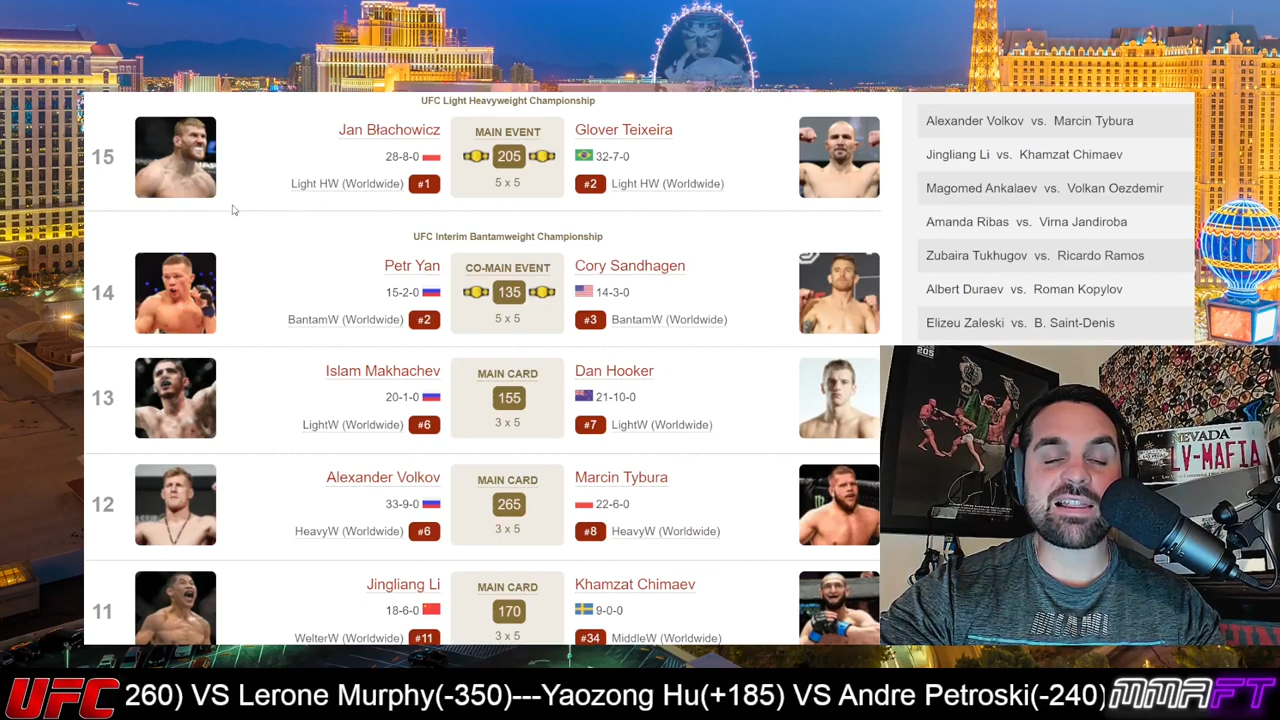 UFC Light Heavyweight Championship
15
Jan Błachowicz
28-8-0
Light HW (Worldwide) #1
MAIN EVENT
205
5 x 5
Glover Teixeira
32-7-0
#2 Light HW (Worldwide)
UFC Interim Bantamweight Championship
14
Petr Yan
15-2-0
BantamW (Worldwide) #2
CO-MAIN EVENT
135
5 x 5
Cory Sandhagen
14-3-0
#3 BantamW (Worldwide)
13
Islam Makhachev
20-1-0
LightW (Worldwide) #6
MAIN CARD
155
3 x 5
Dan Hooker
21-10-0
#7 LightW (Worldwide)
12
Alexander Volkov
33-9-0
HeavyW (Worldwide) #6
MAIN CARD
265
3 x 5
Marcin Tybura
22-6-0
#8 HeavyW (Worldwide)
11
Jingliang Li
18-6-0
WelterW (Worldwide) #11
MAIN CARD
170
3 x 5
Khamzat Chimaev
9-0-0
#34 MiddleW (Worldwide)
Alexander Volkov vs. Marcin Tybura
Jingliang Li vs. Khamzat Chimaev
Magomed Ankalaev vs. Volkan Oezdemir
Amanda Ribas vs. Virna Jandiroba
Zubaira Tukhugov vs. Ricardo Ramos
Albert Duraev vs. Roman Kopylov
Elizeu Zaleski vs. B. Saint-Denis
205
NEVADA
LV-MAFIA
MIAMI
UFC 260) VS Lerone Murphy(-350)---Yaozong Hu(+185) VS Andre Petroski(-240) MMAFT